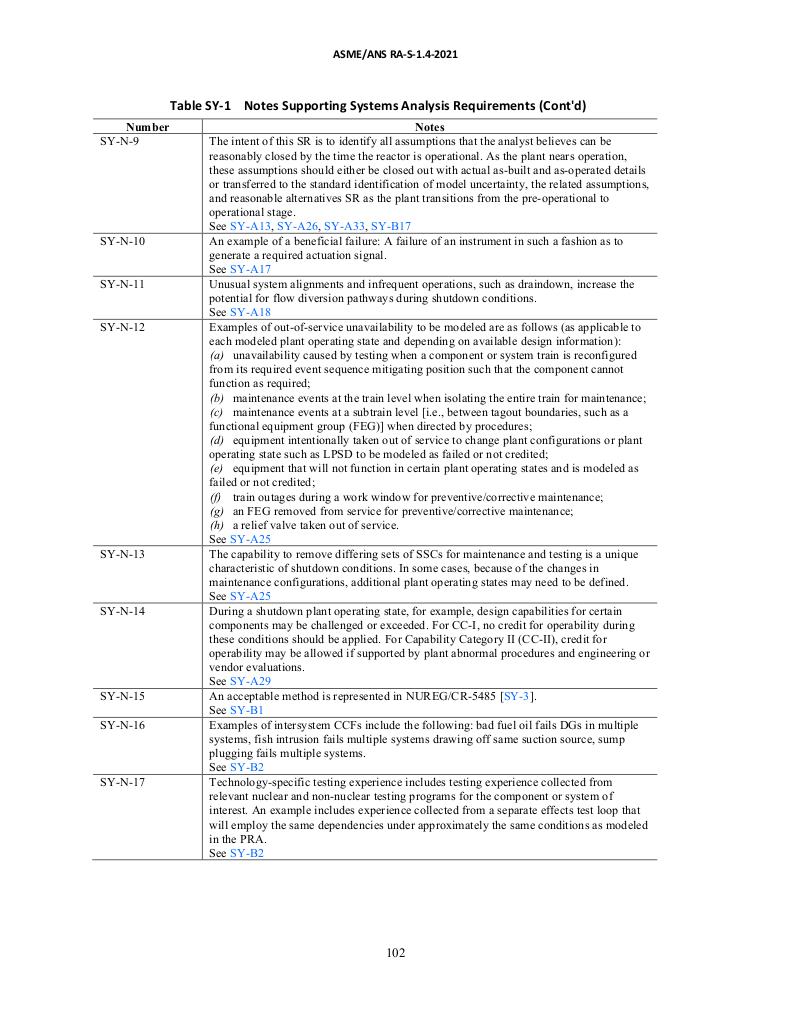 ASME/ANS RA-S-1.4-2021
Table SY-1 Notes Supporting Systems Analysis Requirements (Cont'd)
Number Notes
SY-N-9 The intent of this SR is to identify all assumptions that the analyst believes can be
reasonably closed by the time the reactor is operational. As the plant nears operation,
these assumptions should either be closed out with actual as-built and as-operated details
or transferred to the standard identification of model uncertainty, the related assumptions,
and reasonable alternatives SR as the plant transitions from the pre-operational to
operational stage.
See SY-A13, SY-A26, SY-A33, SY-B17
SY-N-10 An example of a beneficial failure: A failure of an instrument in such a fashion as to
generate a required actuation signal.
See SY-A17
SY-N-11 Unusual system alignments and infrequent operations, such as draindown, increase the
potential for flow diversion pathways during shutdown conditions.
See SY-A18
SY-N-12 Examples of out-of-service unavailability to be modeled are as follows (as applicable to
each modeled plant operating state and depending on available design information):
(a) unavailability caused by testing when a component or system train is reconfigured
from its required event sequence mitigating position such that the component cannot
function as required;
(b) maintenance events at the train level when isolating the entire train for maintenance;
(c) maintenance events at a subtrain level [i.e., between tagout boundaries, such as a
functional equipment group (FEG)] when directed by procedures;
(d) equipment intentionally taken out of service to change plant configurations or plant
operating state such as LPSD to be modeled as failed or not credited;
(e) equipment that will not function in certain plant operating states and is modeled as
failed or not credited;
(f) train outages during a work window for preventive/corrective maintenance;
(g) an FEG removed from service for preventive/corrective maintenance;
(h) a relief valve taken out of service.
See SY-A25
SY-N-13 The capability to remove differing sets of SSCs for maintenance and testing is a unique
characteristic of shutdown conditions. In some cases, because of the changes in
maintenance configurations, additional plant operating states may need to be defined.
See SY-A25
SY-N-14 During a shutdown plant operating state, for example, design capabilities for certain
components may be challenged or exceeded. For CC-I, no credit for operability during
these conditions should be applied. For Capability Category II (CC-II), credit for
operability may be allowed if supported by plant abnormal procedures and engineering or
vendor evaluations.
See SY-A29
SY-N-15 An acceptable method is represented in NUREG/CR-5485 [SY-3].
See SY-B1
SY-N-16 Examples of intersystem CCFs include the following: bad fuel oil fails DGs in multiple
systems, fish intrusion fails multiple systems drawing off same suction source, sump
plugging fails multiple systems.
See SY-B2
SY-N-17 Technology-specific testing experience includes testing experience collected from
relevant nuclear and non-nuclear testing programs for the component or system of
interest. An example includes experience collected from a separate effects test loop that
will employ the same dependencies under approximately the same conditions as modeled
in the PRA.
See SY-B2
102